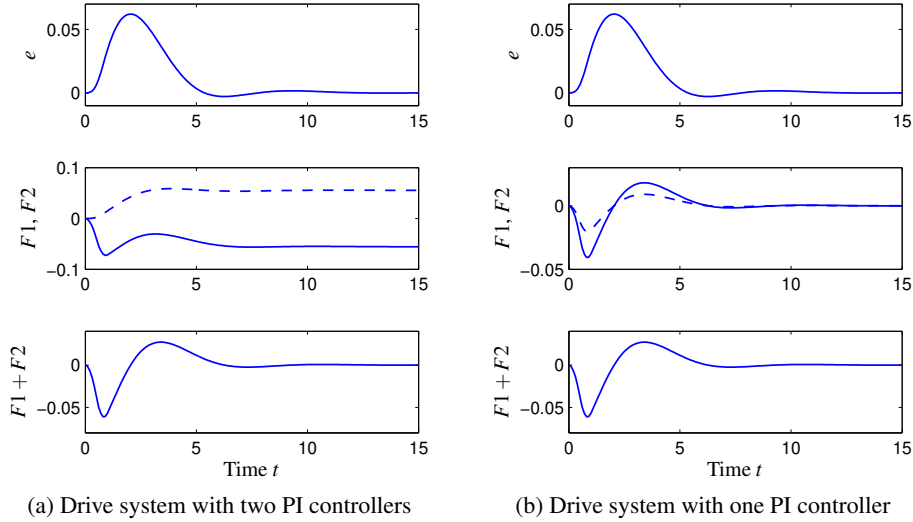 0.05
0
e
0 5 10 15
0.1
0
−0.1
F1, F2
0 5 10 15
0
−0.05
F1 + F2
0 5 10 15
Time t
(a) Drive system with two PI controllers
0.05
0
e
0 5 10 15
0
−0.05
F1, F2
0 5 10 15
0
−0.05
F1 + F2
0 5 10 15
Time t
(b) Drive system with one PI controller